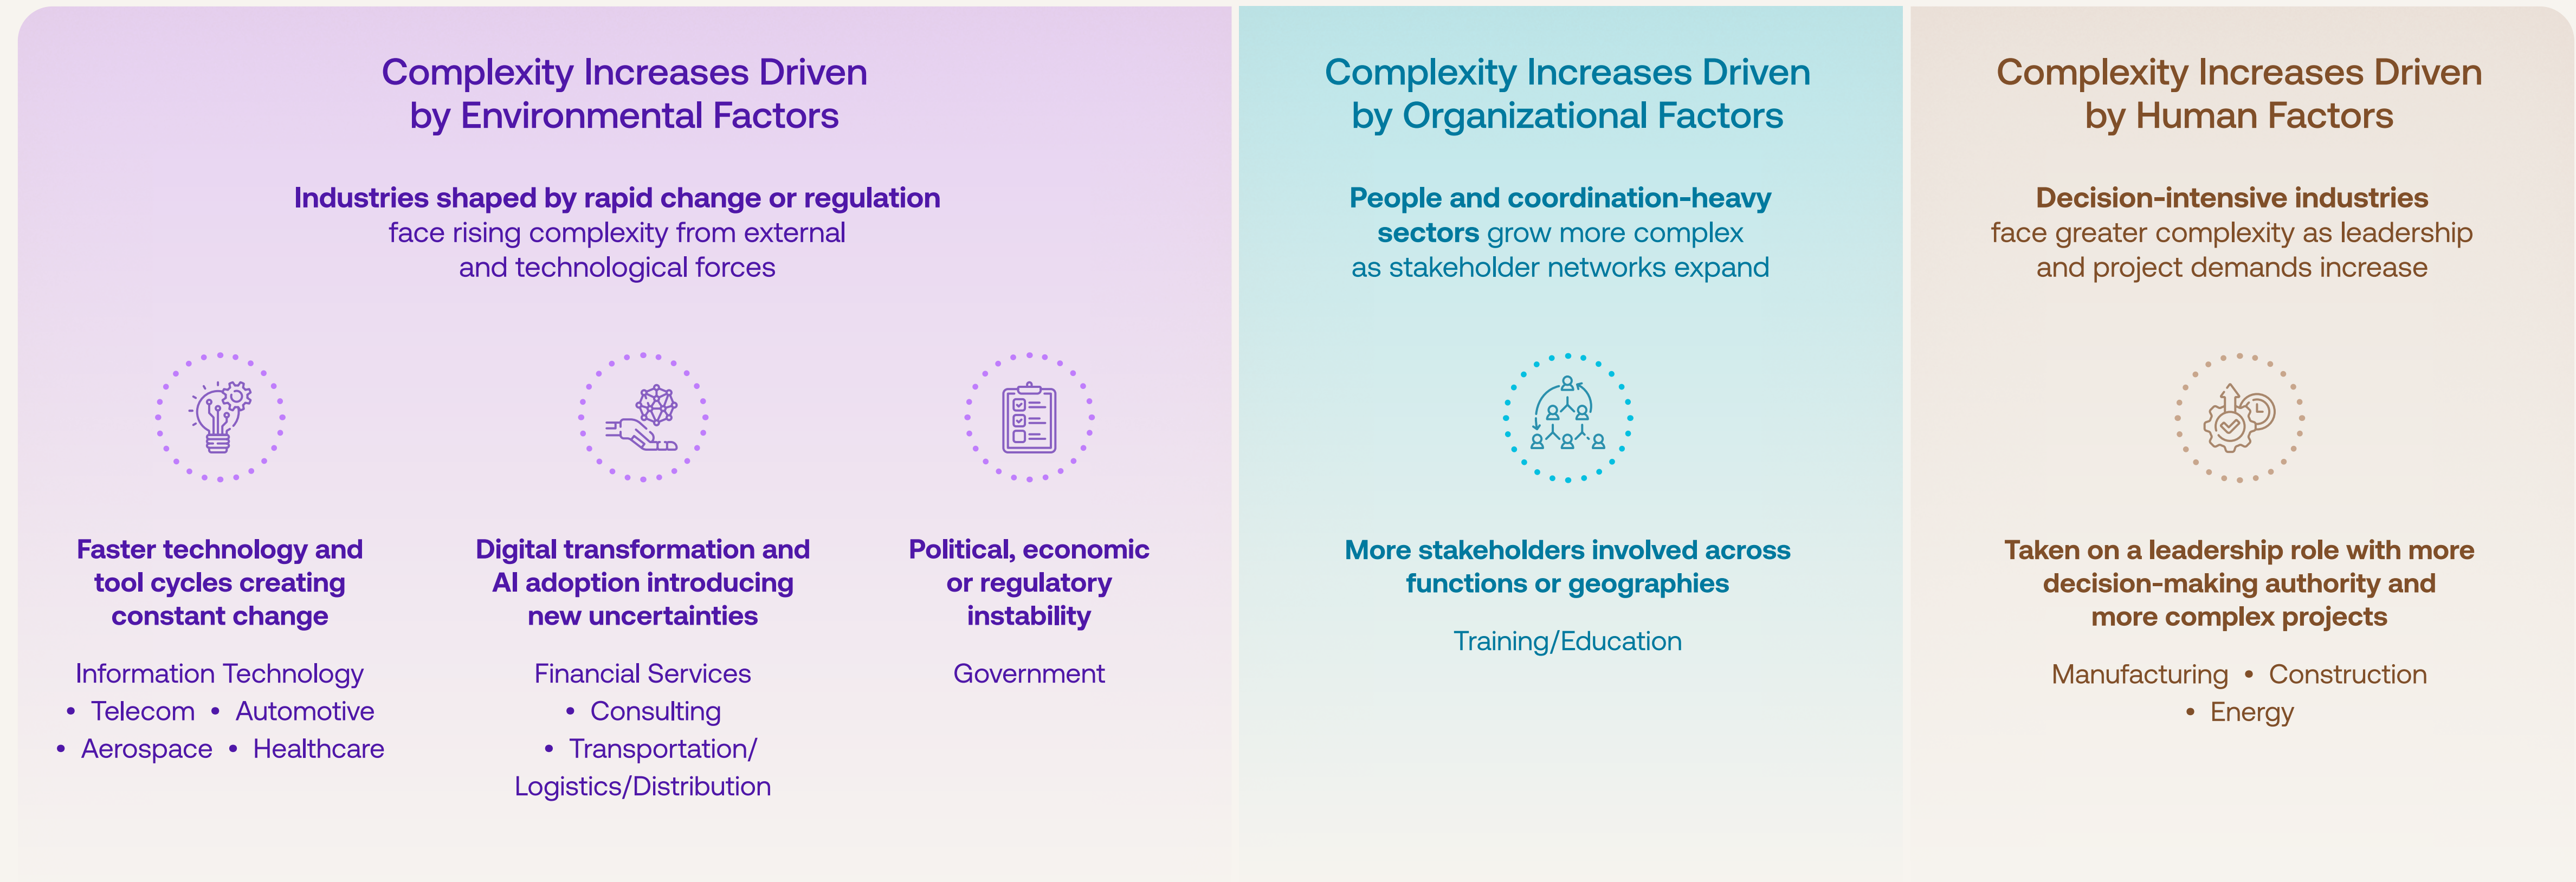 Complexity Increases Driven
by Environmental Factors
Industries shaped by rapid change or regulation
face rising complexity from external
and technological forces
Faster technology and
tool cycles creating
constant change
Information Technology
• Telecom • Automotive
• Aerospace • Healthcare
Digital transformation and
AI adoption introducing
new uncertainties
Financial Services
• Consulting
• Transportation/
Logistics/Distribution
Political, economic
or regulatory
instability
Government
Complexity Increases Driven
by Organizational Factors
People and coordination-heavy
sectors grow more complex
as stakeholder networks expand
More stakeholders involved across
functions or geographies
Training/Education
Complexity Increases Driven
by Human Factors
Decision-intensive industries
face greater complexity as leadership
and project demands increase
Taken on a leadership role with more
decision-making authority and
more complex projects
Manufacturing • Construction
• Energy